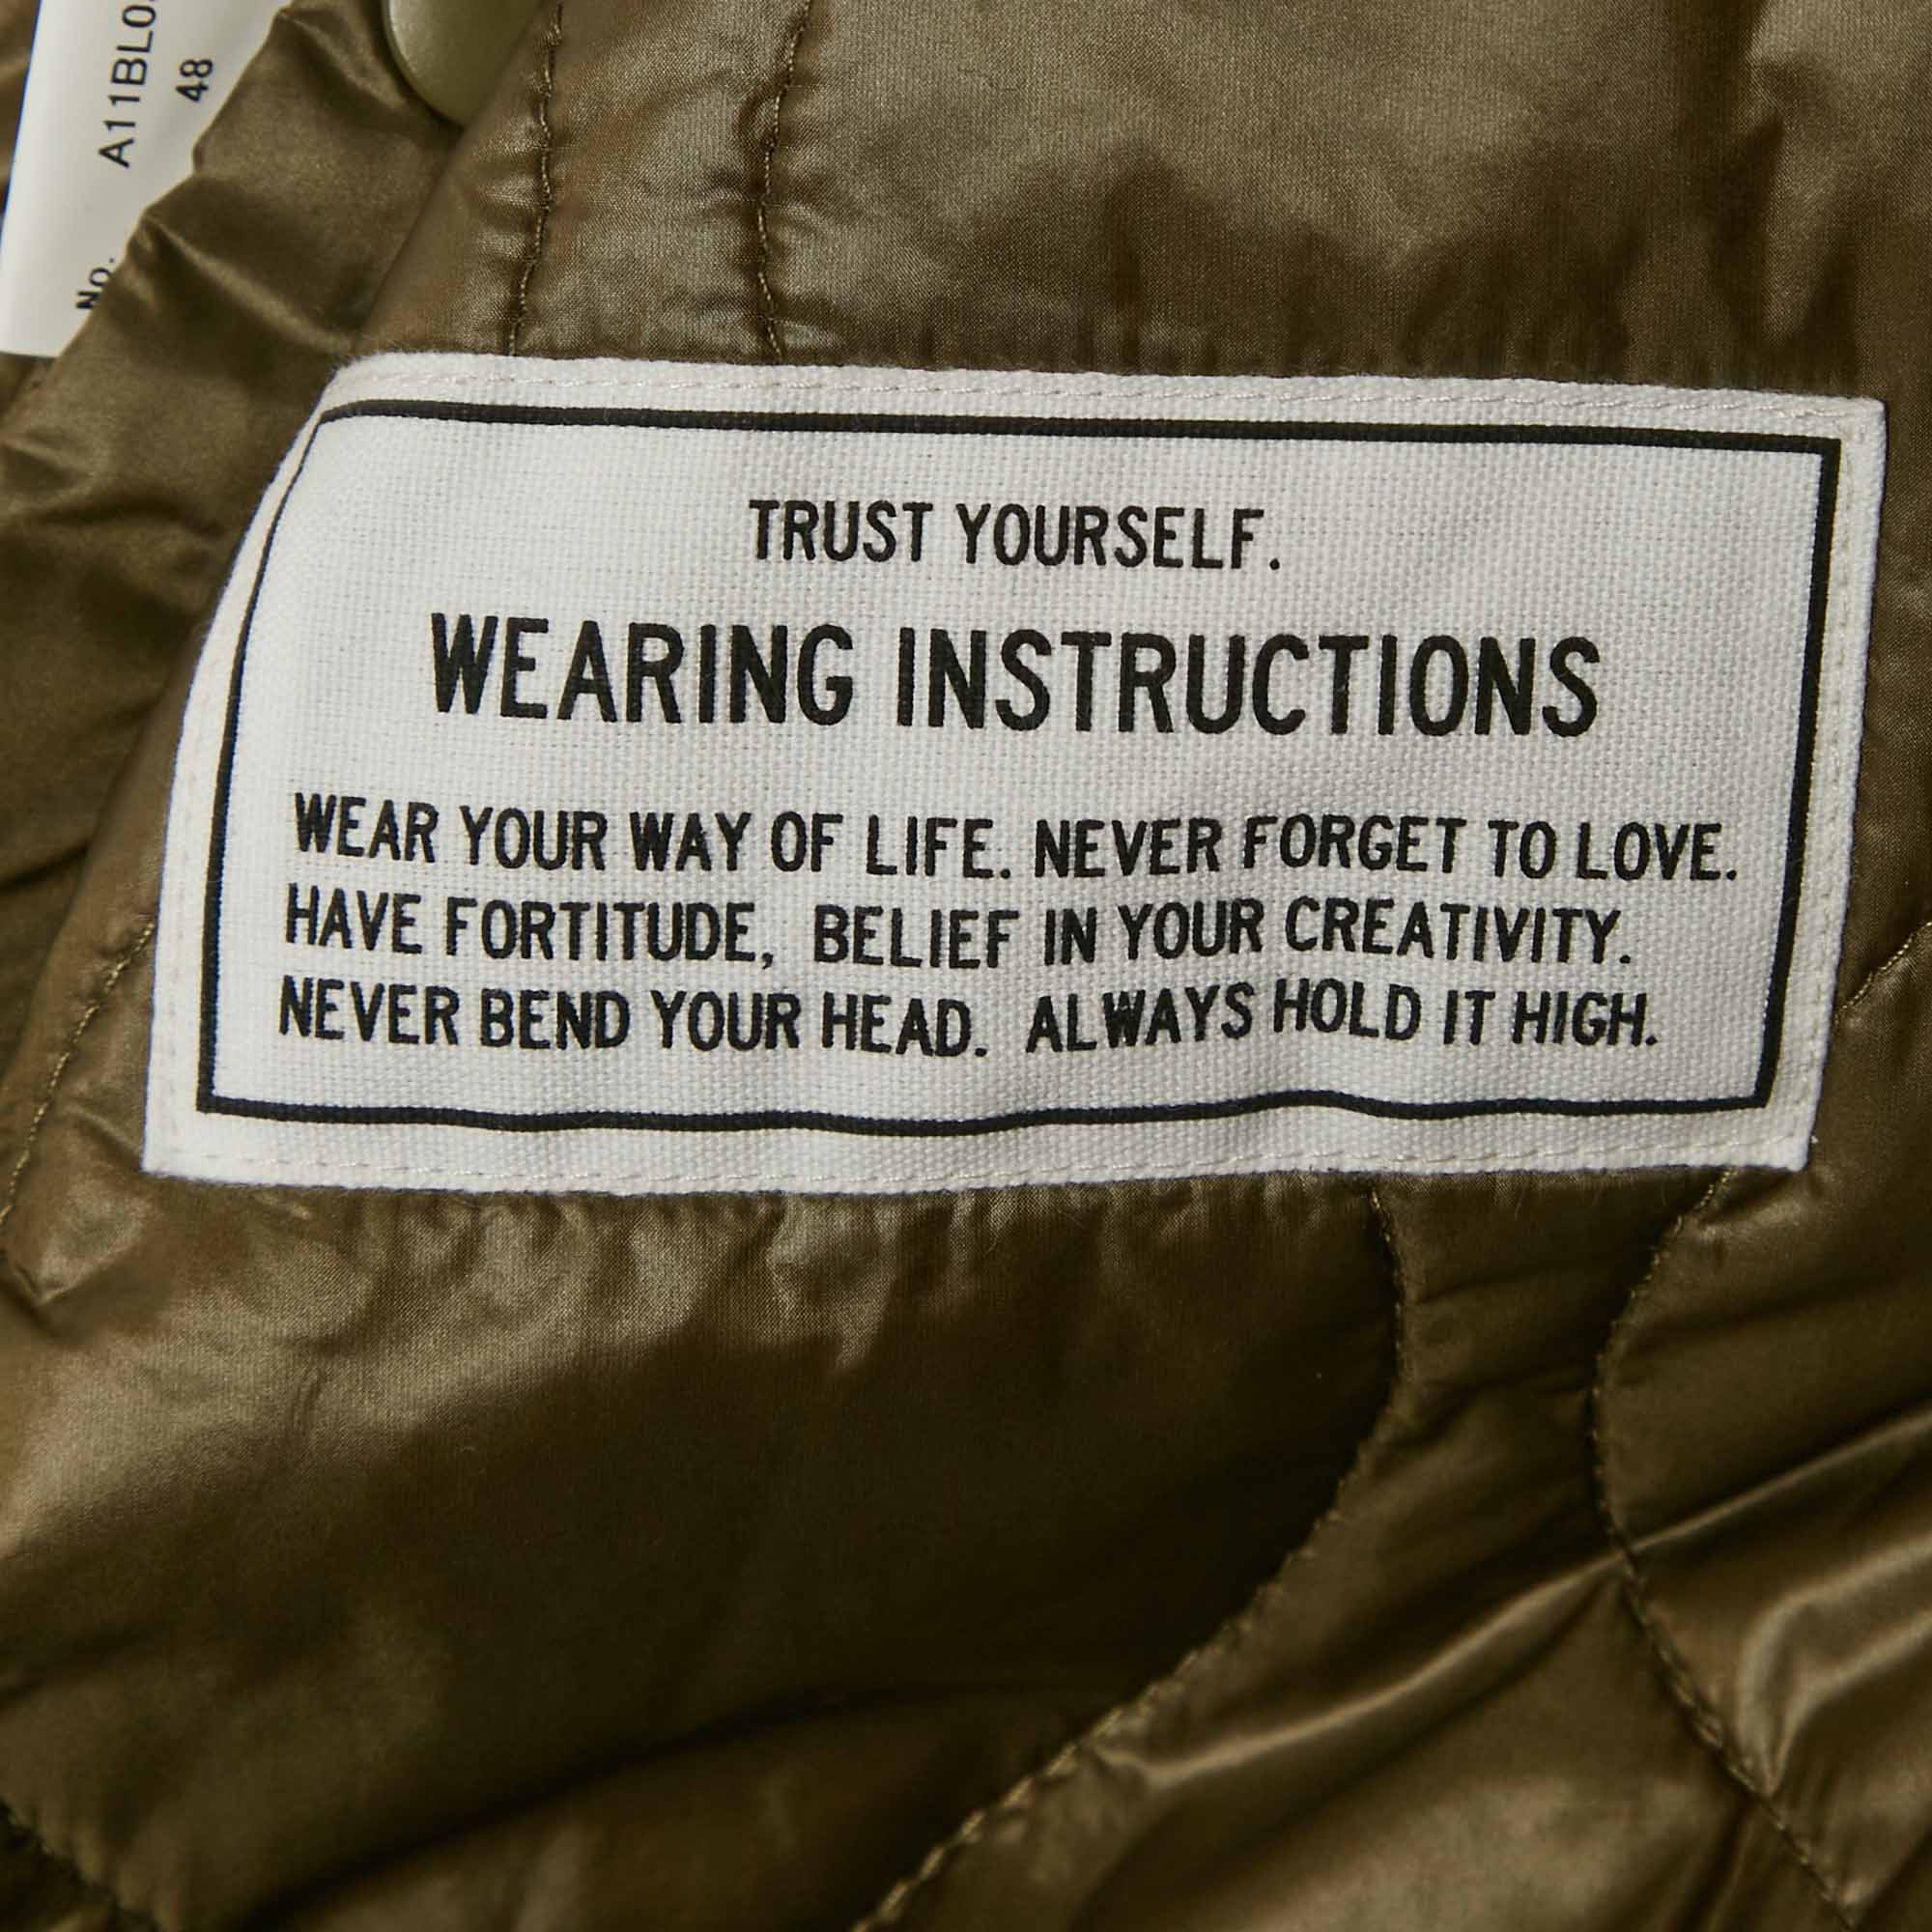 No. A11BL0
48
TRUST YOURSELF.
WEARING INSTRUCTIONS
WEAR YOUR WAY OF LIFE. NEVER FORGET TO LOVE.
HAVE FORTITUDE, BELIEF IN YOUR CREATIVITY.
NEVER BEND YOUR HEAD. ALWAYS HOLD IT HIGH.